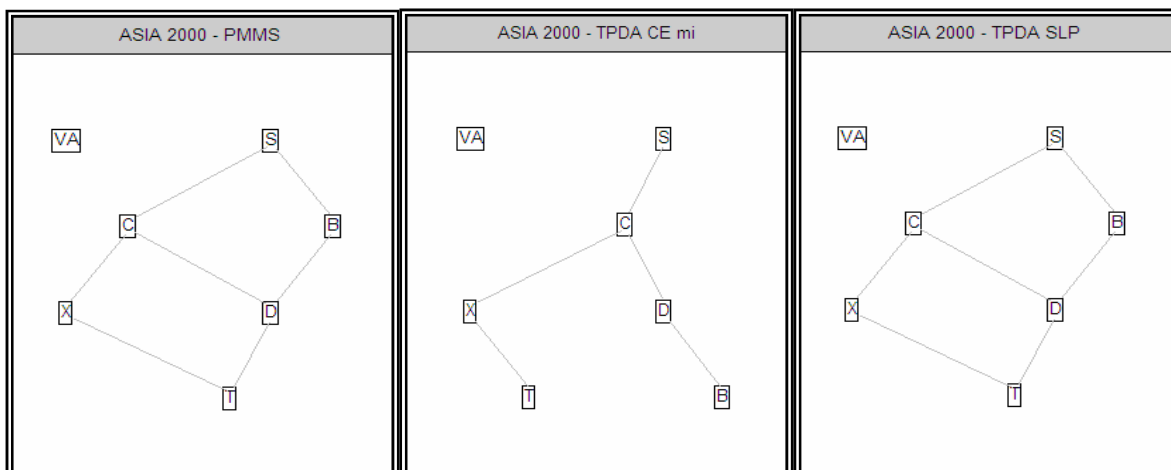 ASIA 2000 - PMMS
VA
S
C
B
X
D
T
ASIA 2000 - TPDA CE mi
VA
S
C
X
D
T
B
ASIA 2000 - TPDA SLP
VA
S
C
B
X
D
T